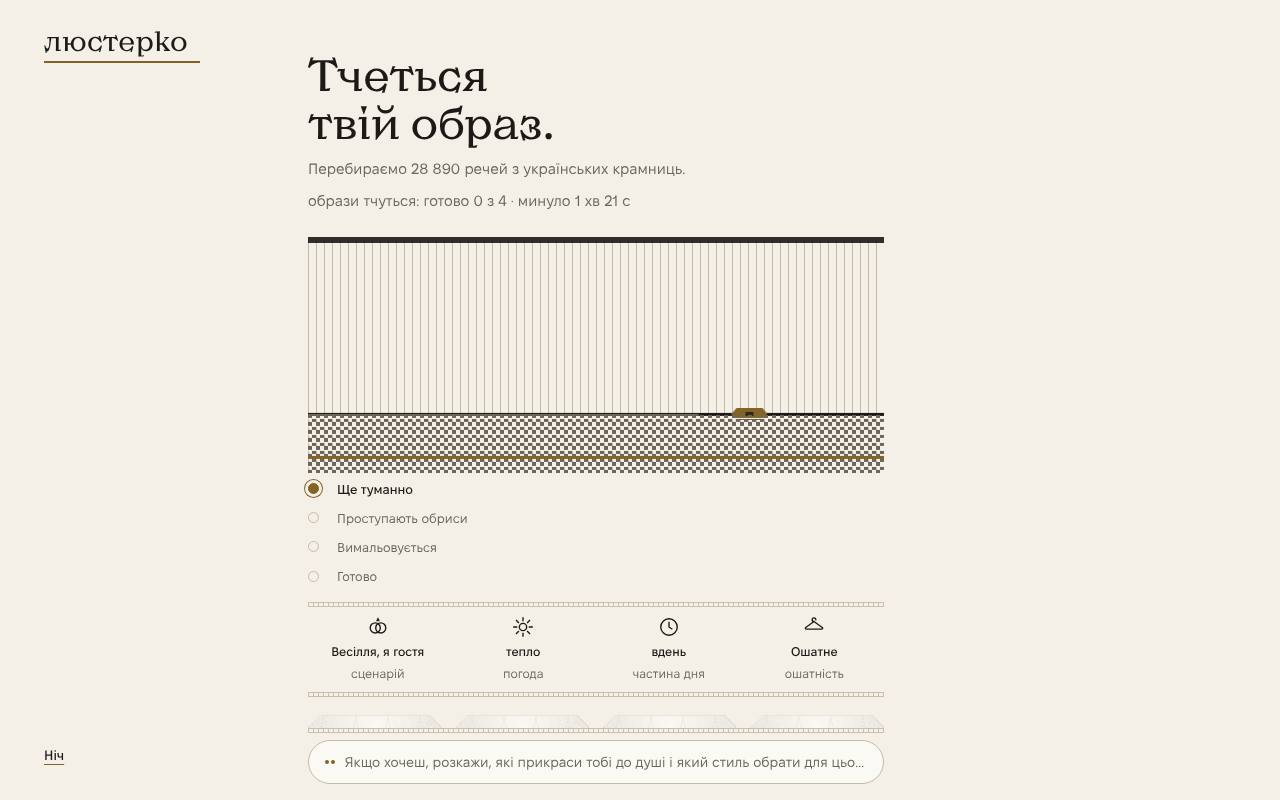 люстерко
Тчеться
твій образ.
Перебираємо 28 890 речей з українських крамниць.
образи тчуться: готово 0 з 4 · минуло 1 хв 21 с
Ще туманно
Проступають обриси
Вимальовується
Готово
Весілля, я гостя
сценарій
тепло
погода
вдень
частина дня
Ошатне
ошатність
Якщо хочеш, розкажи, які прикраси тобі до душі і який стиль обрати для цьо...
Ніч